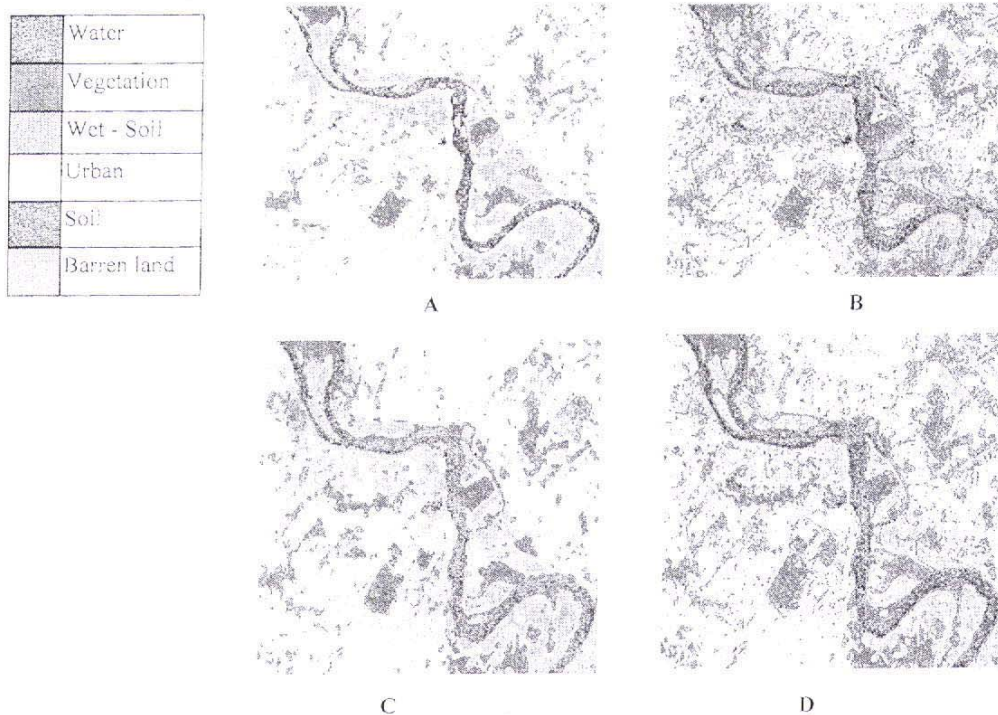 Water
Vegetation
Wet - Soil
Urban
Soil
Barren land
A
B
C
D